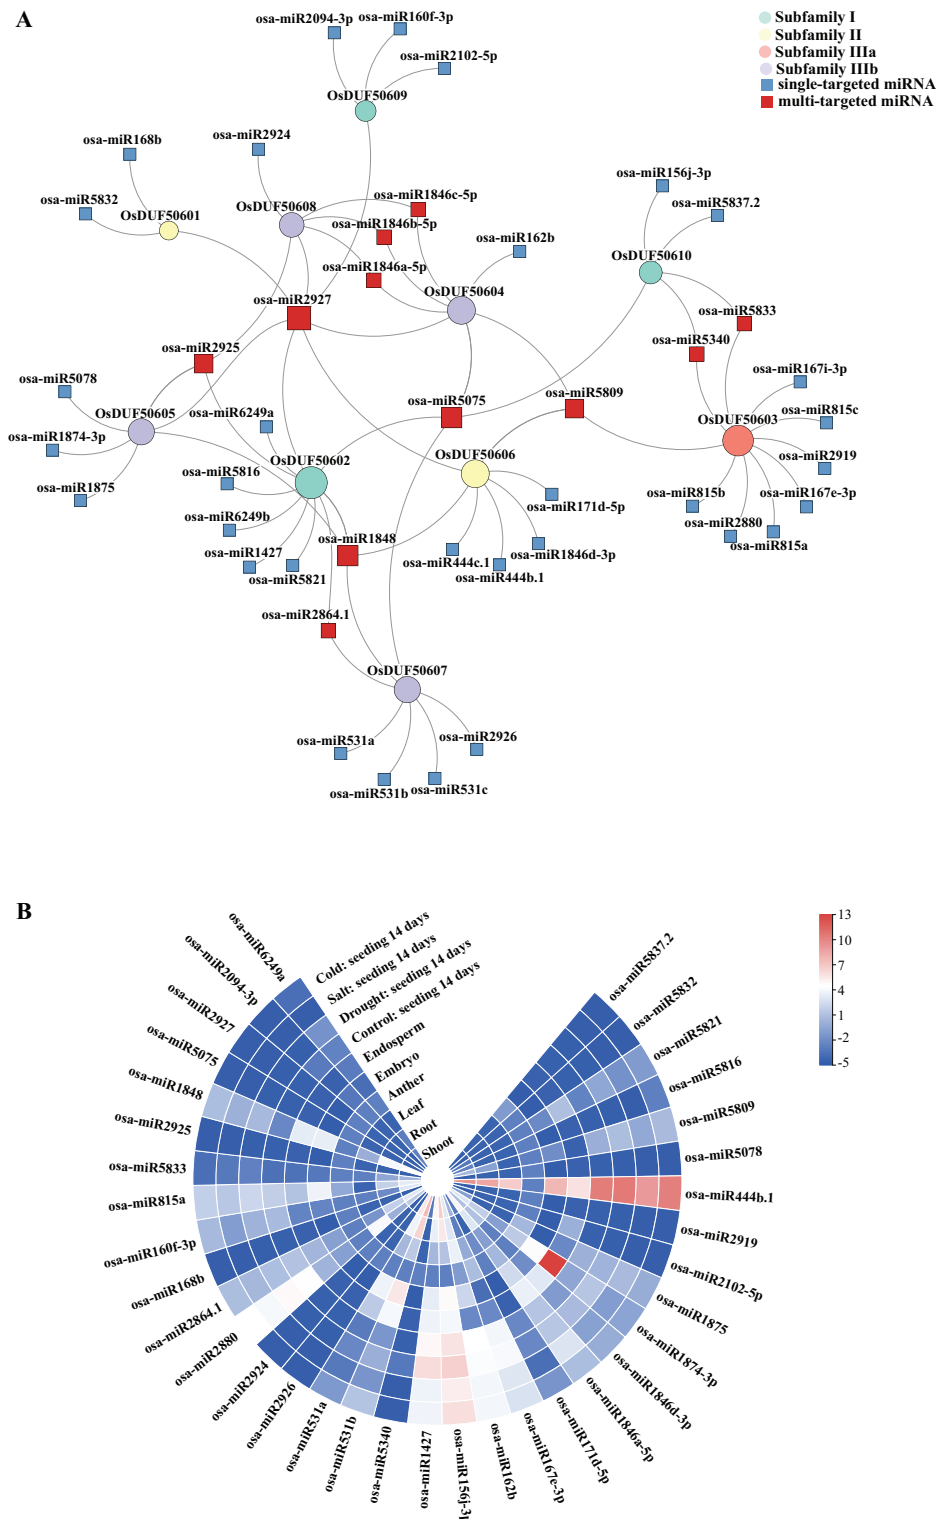 A
osa-miR2094-3p
osa-miR160f-3p
osa-miR2102-5p
OsDUF50609
Subfamily I
Subfamily II
Subfamily IIIa
Subfamily IIIb
single-targeted miRNA
multi-targeted miRNA
osa-miR168b
osa-miR2924
osa-miR5832
OsDUF50601
OsDUF50608
osa-miR1846c-5p
osa-miR1846b-5p
osa-miR162b
osa-miR156j-3p
osa-miR5837.2
OsDUF50610
osa-miR1846a-5p
OsDUF50604
osa-miR2927
osa-miR5833
osa-miR5340
osa-miR2925
osa-miR5078
osa-miR167i-3p
OsDUF50605
osa-miR6249a
osa-miR5075
osa-miR5809
OsDUF50603
osa-miR815c
osa-miR1874-3p
OsDUF50602
OsDUF50606
osa-miR2919
osa-miR5816
osa-miR1875
osa-miR815b
osa-miR167e-3p
osa-miR171d-5p
osa-miR6249b
osa-miR2880
osa-miR815a
osa-miR1848
osa-miR1427
osa-miR5821
osa-miR444c.1
osa-miR1846d-3p
osa-miR444b.1
osa-miR2864.1
OsDUF50607
osa-miR531a
osa-miR2926
osa-miR531b
osa-miR531c
B
osa-miR6249a
osa-miR2094-3p
osa-miR2927
osa-miR5075
osa-miR1848
osa-miR2925
osa-miR5833
osa-miR815a
osa-miR160f-3p
osa-miR168b
osa-miR2864.1
osa-miR2880
osa-miR2924
osa-miR2926
osa-miR531a
osa-miR531b
osa-miR5340
osa-miR1427
osa-miR156j-3p
osa-miR162b
osa-miR167e-3p
osa-miR171d-5p
osa-miR1846a-5p
osa-miR1846d-3p
osa-miR1874-3p
osa-miR1875
osa-miR2102-5p
osa-miR2919
osa-miR444b.1
osa-miR5078
osa-miR5809
osa-miR5816
osa-miR5821
osa-miR5832
osa-miR5837.2
Cold: seeding 14 days
Salt: seeding 14 days
Drought: seeding 14 days
Control: seeding 14 days
Endosperm
Embryo
Anther
Leaf
Root
Shoot
13
10
7
4
1
-2
-5